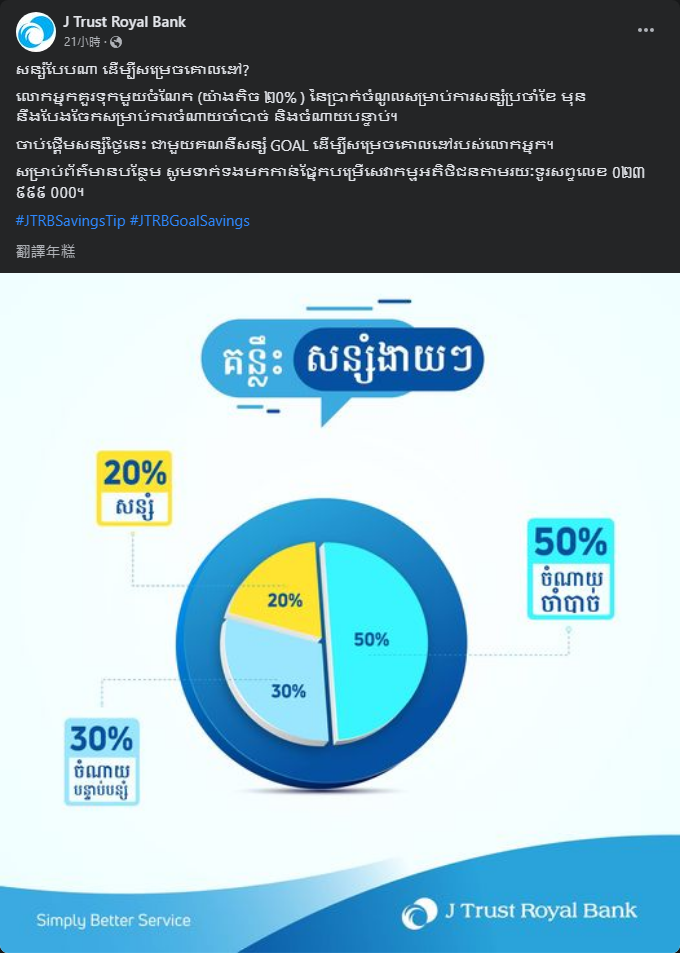 J Trust Royal Bank
21小時 ·
សន្សំបែបណា ដើម្បីសម្រេចគោលដៅ?
លោកអ្នកគួរទុកមួយចំណែក (យ៉ាងតិច ២០% ) នៃប្រាក់ចំណូលសម្រាប់ការសន្សំប្រចាំខែ មុន
នឹងបែងចែកសម្រាប់ការចំណាយចាំបាច់ និងចំណាយបន្ទាប់។
ចាប់ផ្តើមសន្សំថ្ងៃនេះ ជាមួយគណនីសន្សំ GOAL ដើម្បីសម្រេចគោលដៅរបស់លោកអ្នក។
សម្រាប់ព័ត៌មានបន្ថែម សូមទាក់ទងមកកាន់ផ្នែកបម្រើសេវាកម្មអតិថិជនតាមរយៈទូរសព្ទលេខ ០២៣
៩៩៩ ០០០។
#JTRBSavingsTip #JTRBGoalSavings
翻譯年糕
គន្លឹះ សន្សំងាយៗ
20%
សន្សំ
50%
ចំណាយ
ចាំបាច់
20%
50%
30%
30%
ចំណាយ
បន្ទាប់បន្សំ
Simply Better Service
J Trust Royal Bank